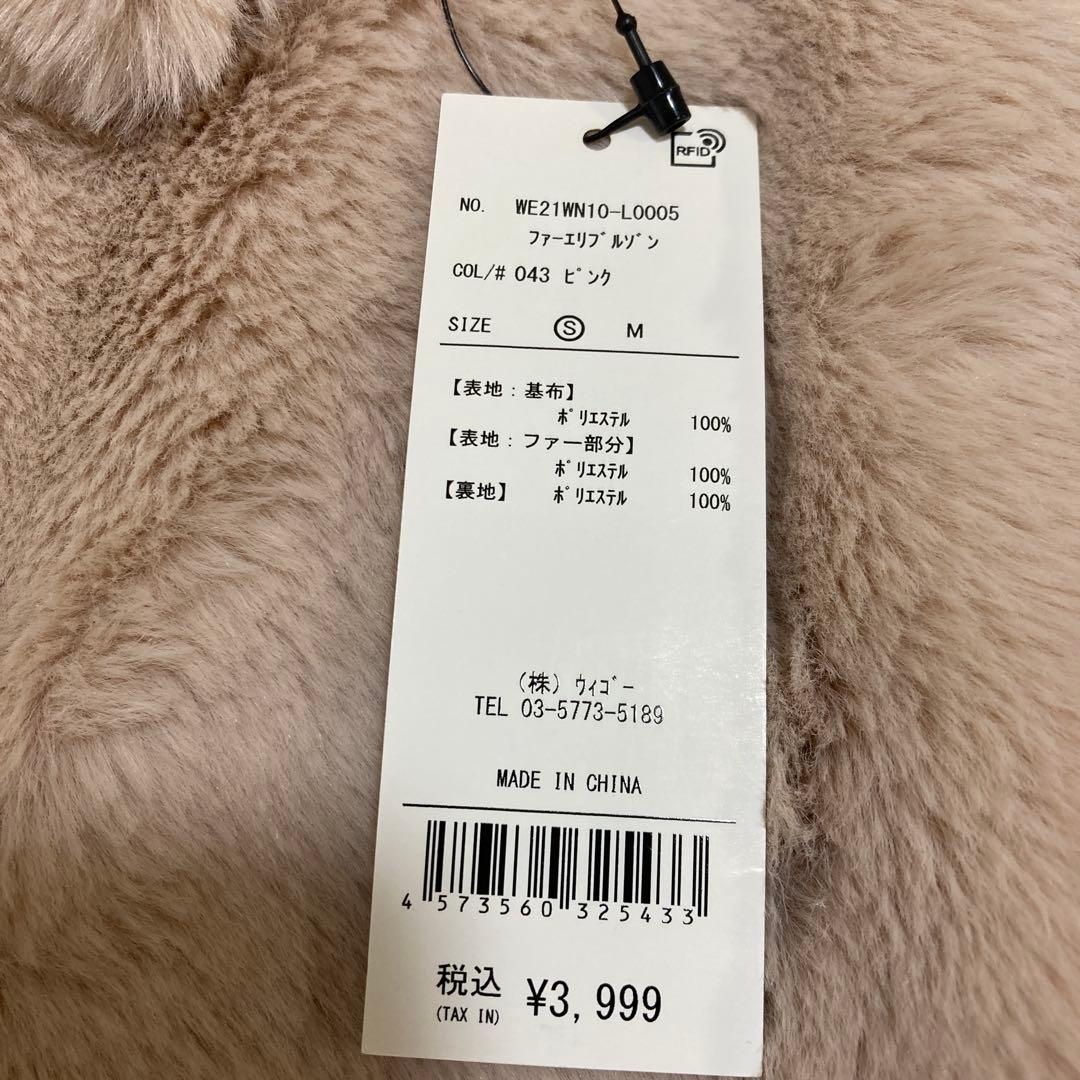 RFID
NO. WE21WN10-L0005
ﾌｧｰｴﾘﾌﾞﾙｿﾞﾝ
COL/# 043 ﾋﾟﾝｸ
SIZE Ⓢ M
【表地：基布】
ﾎﾟﾘｴｽﾃﾙ 100%
【表地：ファー部分】
ﾎﾟﾘｴｽﾃﾙ 100%
【裏地】 ﾎﾟﾘｴｽﾃﾙ 100%
(株) ｳｨｺﾞｰ
TEL 03-5773-5189
MADE IN CHINA
4 573560 325433
税込 ¥3,999
(TAX IN)